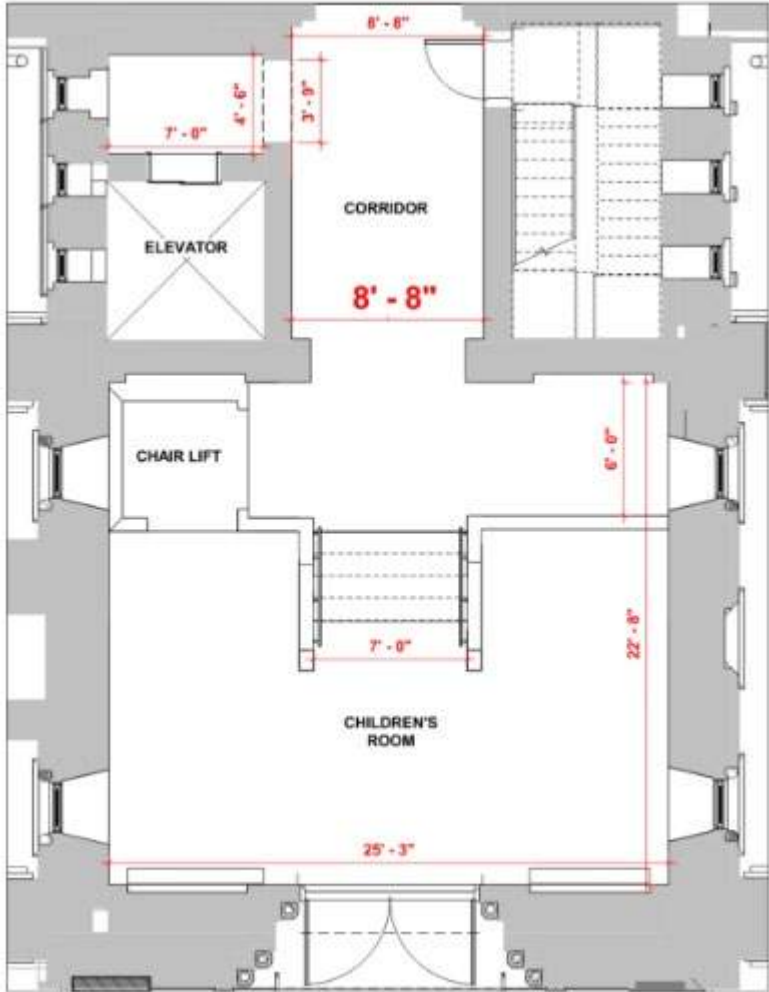 8' - 8"
4' - 6"
3' - 9"
7' - 0"
CORRIDOR
ELEVATOR
8' - 8"
CHAIR LIFT
6' - 0"
22' - 8"
7' - 0"
CHILDREN'S
ROOM
25' - 3"